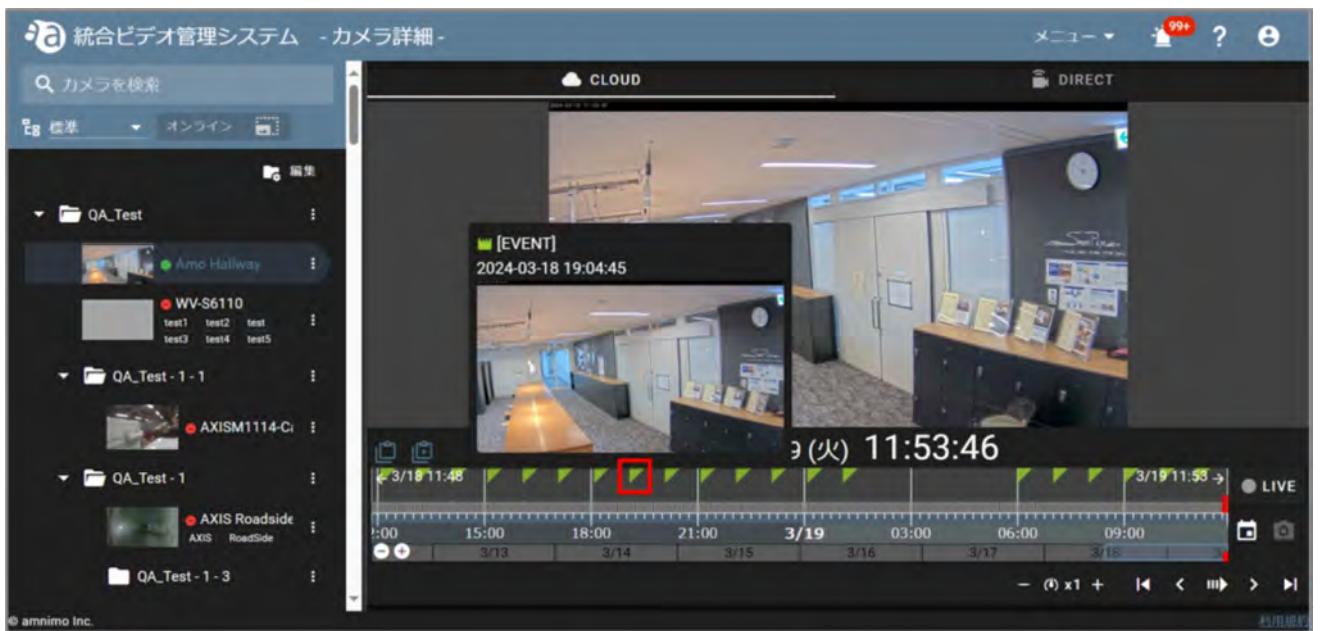 統合ビデオ管理システム - カメラ詳細 -
メニュー
99+
?
カメラを検索
CLOUD
DIRECT
標準
オンライン
編集
QA_Test
Amo Hallway
WV-S6110
test1 test2 test
test3 test4 test5
QA_Test - 1 - 1
AXISM1114-Ca
QA_Test - 1
AXIS Roadside
AXIS RoadSide
QA_Test - 1 - 3
[EVENT]
2024-03-18 19:04:45
9 (火) 11:53:46
3/18 11:48
3/19 11:53
LIVE
:00 15:00 18:00 21:00 3/19 03:00 06:00 09:00
3/13 3/14 3/15 3/16 3/17 3/18
- x1 +
© amnimo Inc.
利用規約